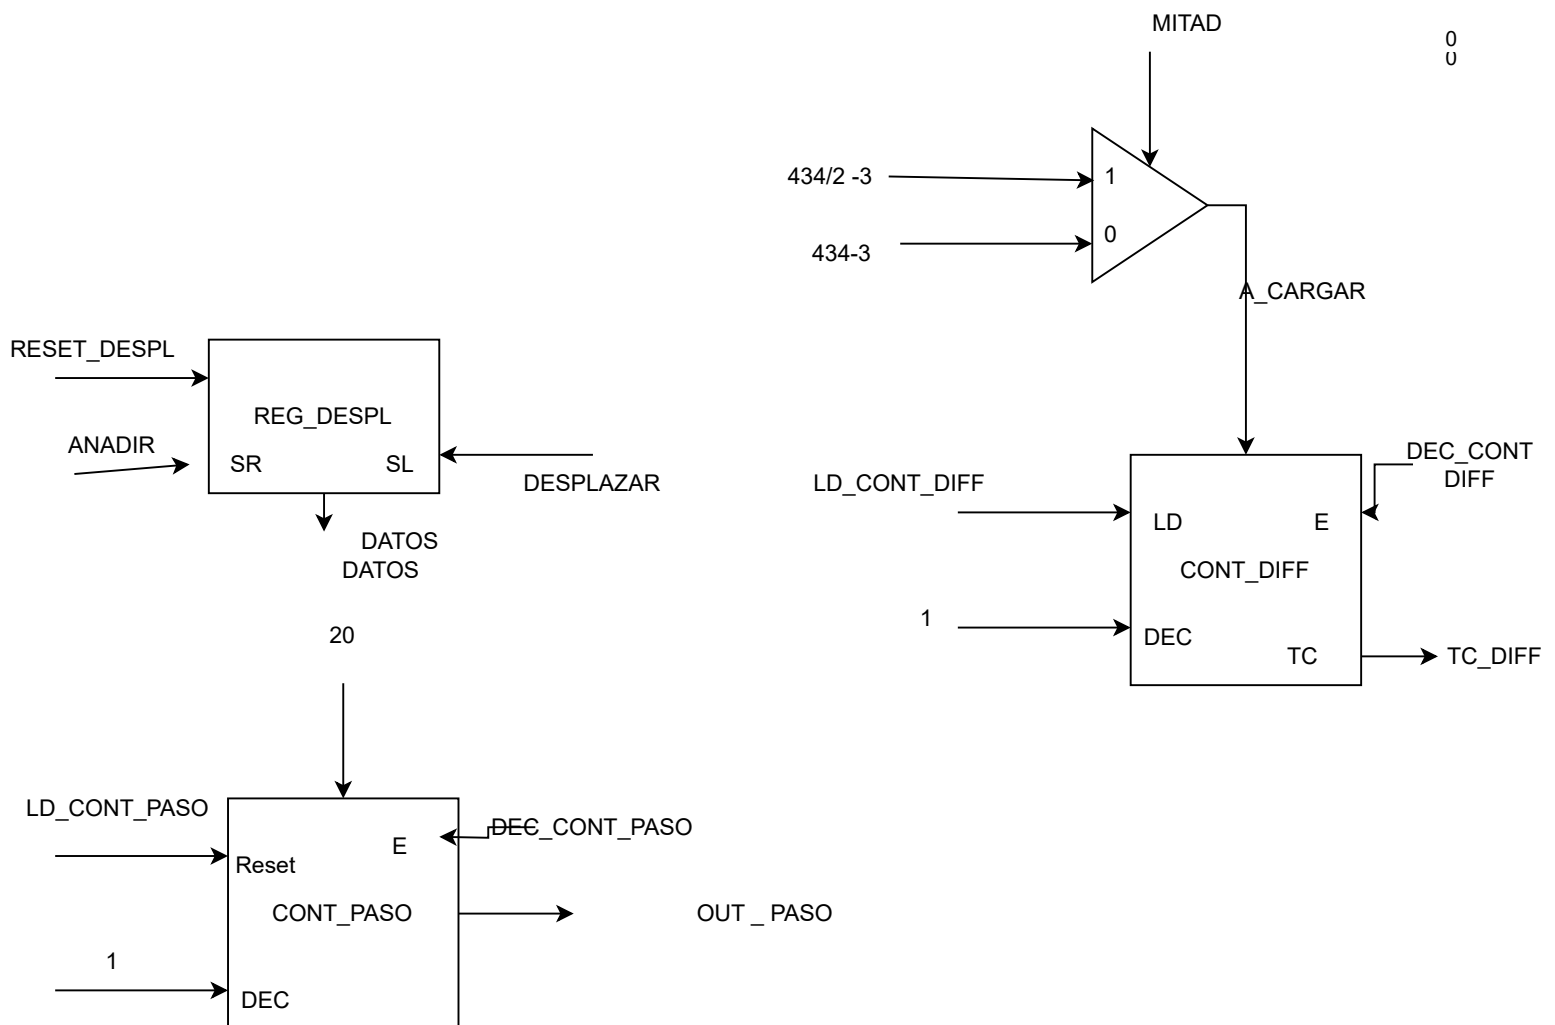 MITAD
0
0
434/2 -3
1
0
434-3
A_CARGAR
RESET_DESPL
REG_DESPL
ANADIR
SR
SL
DESPLAZAR
DATOS
DATOS
DEC_CONT
DIFF
LD_CONT_DIFF
LD
E
CONT_DIFF
1
DEC
TC
TC_DIFF
20
LD_CONT_PASO
DEC_CONT_PASO
E
Reset
CONT_PASO
OUT _ PASO
1
DEC